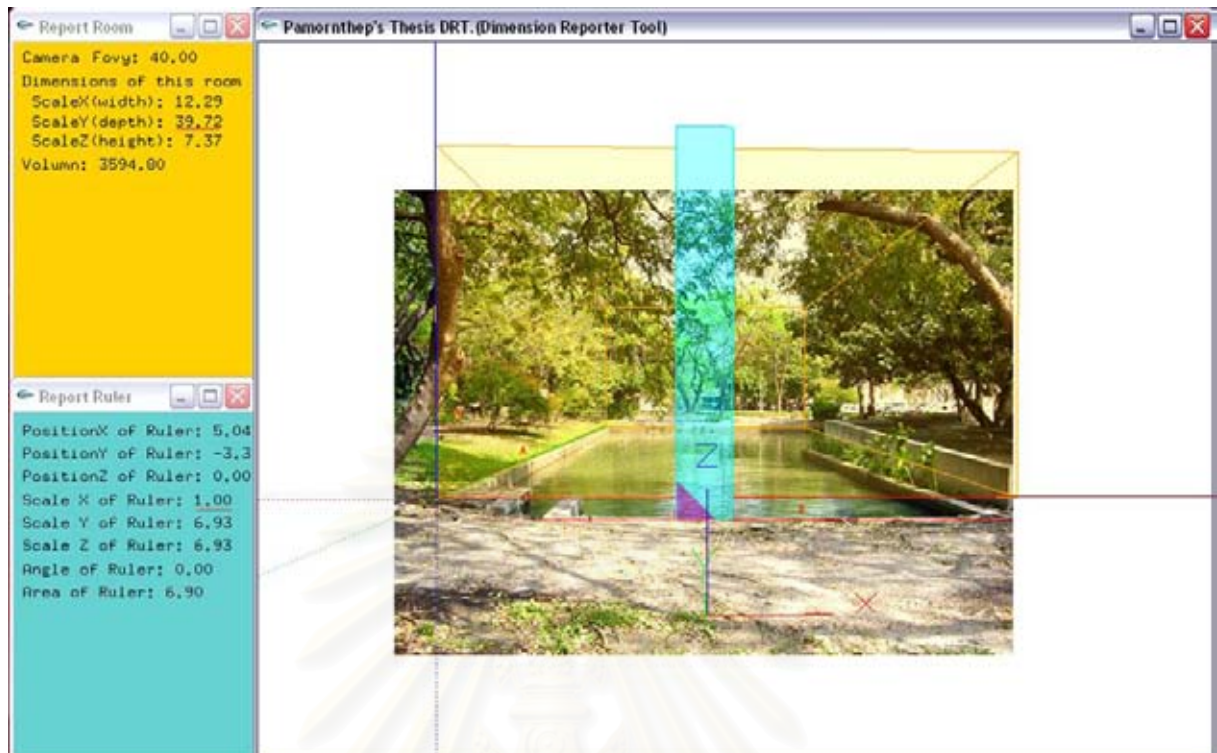 Report Room
Camera Fovy: 40.00
Dimensions of this room
ScaleX(width): 12.29
ScaleY(depth): 39.72
ScaleZ(height): 7.37
Volumn: 3594.80
Report Ruler
PositionX of Ruler: 5.04
PositionY of Ruler: -3.3
PositionZ of Ruler: 0.00
Scale X of Ruler: 1.00
Scale Y of Ruler: 6.93
Scale Z of Ruler: 6.93
Angle of Ruler: 0.00
Area of Ruler: 6.90
Pamornthep's Thesis DRT.(Dimension Reporter Tool)
Z
Y
X